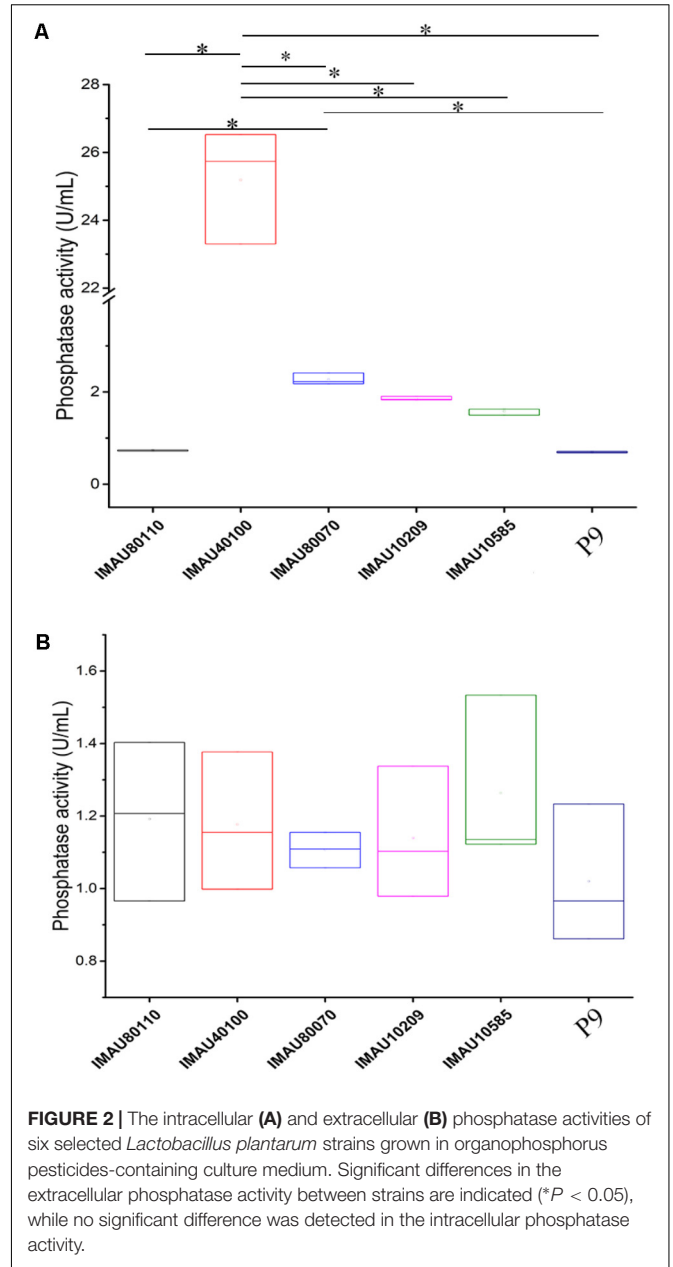 A
*
*
*
*
*
*
*
28
26
24
22
2
0
Phosphatase activity (U/mL)
IMAU80110
IMAU40100
IMAU80070
IMAU10209
IMAU10585
P9
B
1.6
1.4
1.2
1.0
0.8
Phosphatase activity (U/mL)
IMAU80110
IMAU40100
IMAU80070
IMAU10209
IMAU10585
P9
FIGURE 2 | The intracellular (A) and extracellular (B) phosphatase activities of
six selected Lactobacillus plantarum strains grown in organophosphorus
pesticides-containing culture medium. Significant differences in the
extracellular phosphatase activity between strains are indicated (*P < 0.05),
while no significant difference was detected in the intracellular phosphatase
activity.